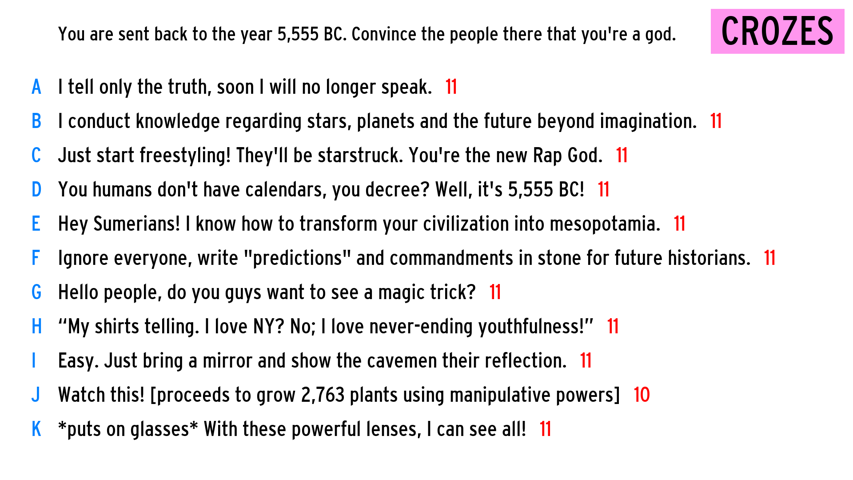 You are sent back to the year 5,555 BC. Convince the people there that you're a god.
CROZES
A I tell only the truth, soon I will no longer speak. 11
B I conduct knowledge regarding stars, planets and the future beyond imagination. 11
C Just start freestyling! They'll be starstruck. You're the new Rap God. 11
D You humans don't have calendars, you decree? Well, it's 5,555 BC! 11
E Hey Sumerians! I know how to transform your civilization into mesopotamia. 11
F Ignore everyone, write "predictions" and commandments in stone for future historians. 11
G Hello people, do you guys want to see a magic trick? 11
H “My shirts telling. I love NY? No; I love never-ending youthfulness!” 11
I Easy. Just bring a mirror and show the cavemen their reflection. 11
J Watch this! [proceeds to grow 2,763 plants using manipulative powers] 10
K *puts on glasses* With these powerful lenses, I can see all! 11